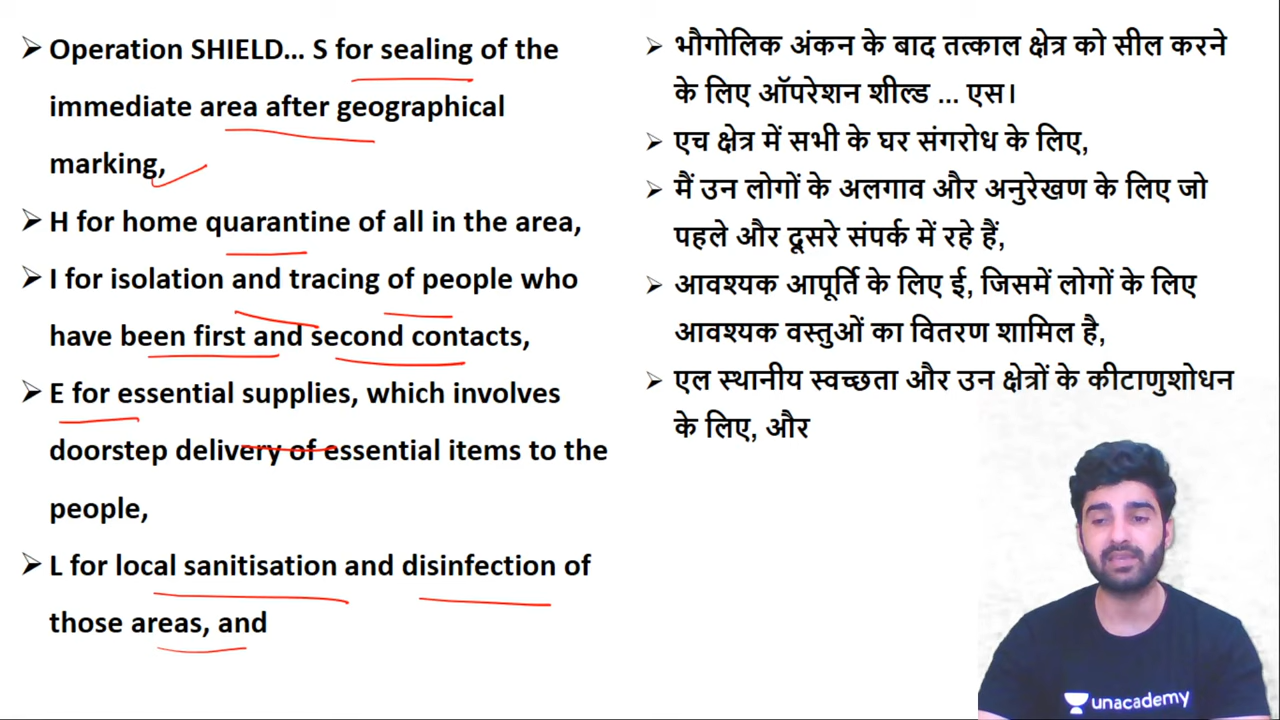 Operation SHIELD... S for sealing of the
immediate area after geographical
marking,
H for home quarantine of all in the area,
I for isolation and tracing of people who
have been first and second contacts,
E for essential supplies, which involves
doorstep delivery of essential items to the
people,
L for local sanitisation and disinfection of
those areas, and
भौगोलिक अंकन के बाद तत्काल क्षेत्र को सील करने
के लिए ऑपरेशन शील्ड ... एस।
एच क्षेत्र में सभी के घर संगरोध के लिए,
मैं उन लोगों के अलगाव और अनुरेखण के लिए जो
पहले और दूसरे संपर्क में रहे हैं,
आवश्यक आपूर्ति के लिए ई, जिसमें लोगों के लिए
आवश्यक वस्तुओं का वितरण शामिल है,
एल स्थानीय स्वच्छता और उन क्षेत्रों के कीटाणुशोधन
के लिए, और
unacademy